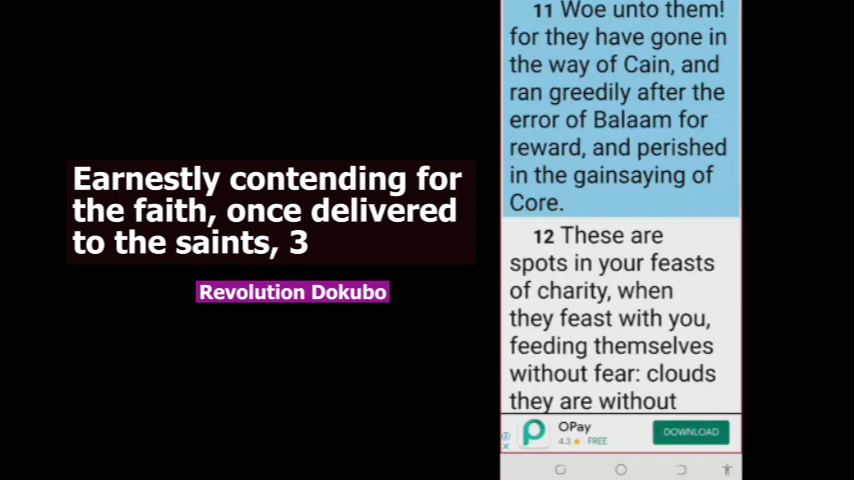 Earnestly contending for
the faith, once delivered
to the saints, 3
Revolution Dokubo
11 Woe unto them!
for they have gone in
the way of Cain, and
ran greedily after the
error of Balaam for
reward, and perished
in the gainsaying of
Core.
12 These are
spots in your feasts
of charity, when
they feast with you,
feeding themselves
without fear: clouds
they are without
OPay
4.3 ★ FREE
DOWNLOAD